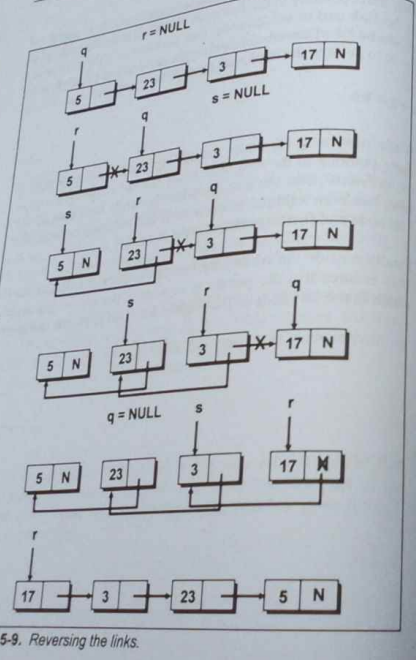 r = NULL
q
5 23 3 17 N
s = NULL
r q
5 23 3 17 N
s r q
5 N 23 3 17 N
s r q
5 N 23 3 17 N
q = NULL s r
5 N 23 3 17 N
r
17 3 23 5 N
5-9. Reversing the links.